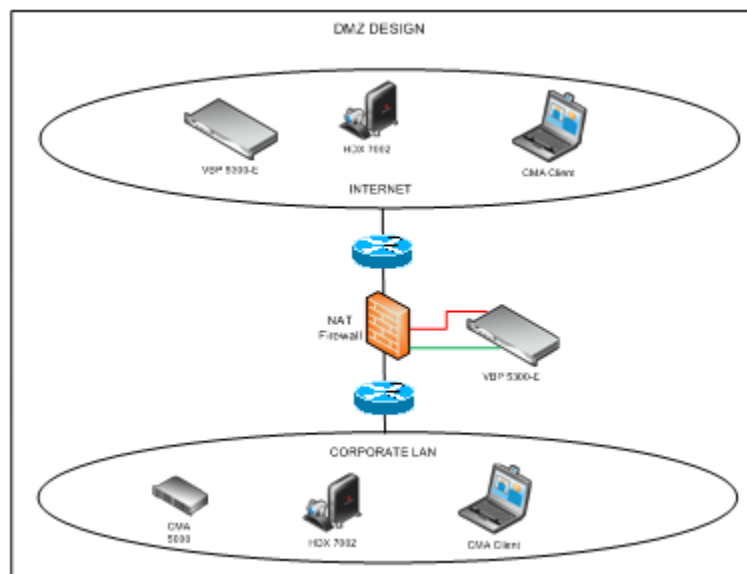 DMZ DESIGN
VBP 5300-E
HDX 7002
CMA Client
INTERNET
NAT
Firewall
VBP 5300-E
CORPORATE LAN
CMA
5000
HDX 7002
CMA Client